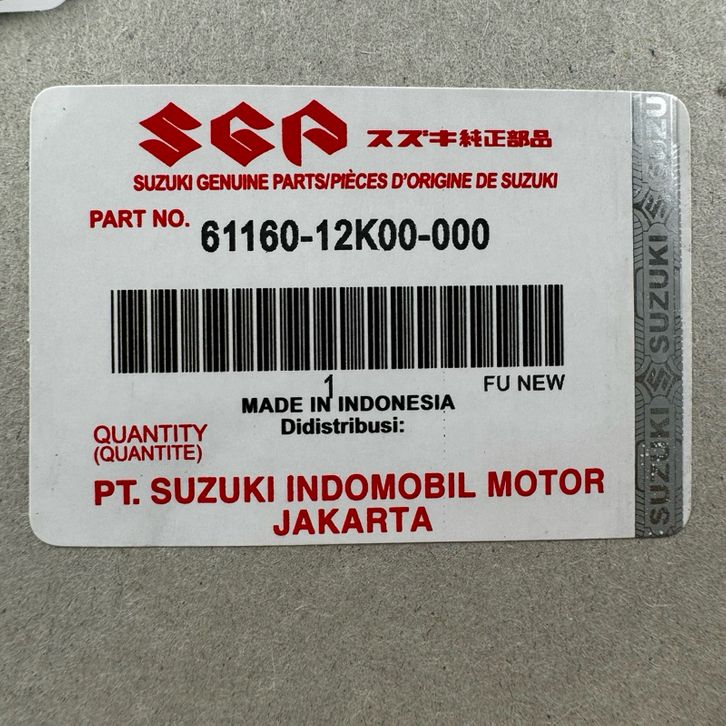 SGP スズキ純正部品
SUZUKI GENUINE PARTS/PIÈCES D'ORIGINE DE SUZUKI
PART NO. 61160-12K00-000
1 FU NEW
MADE IN INDONESIA
Didistribusi:
QUANTITY
(QUANTITE)
PT. SUZUKI INDOMOBIL MOTOR
JAKARTA
SUZUKI SUZUKI SUZU